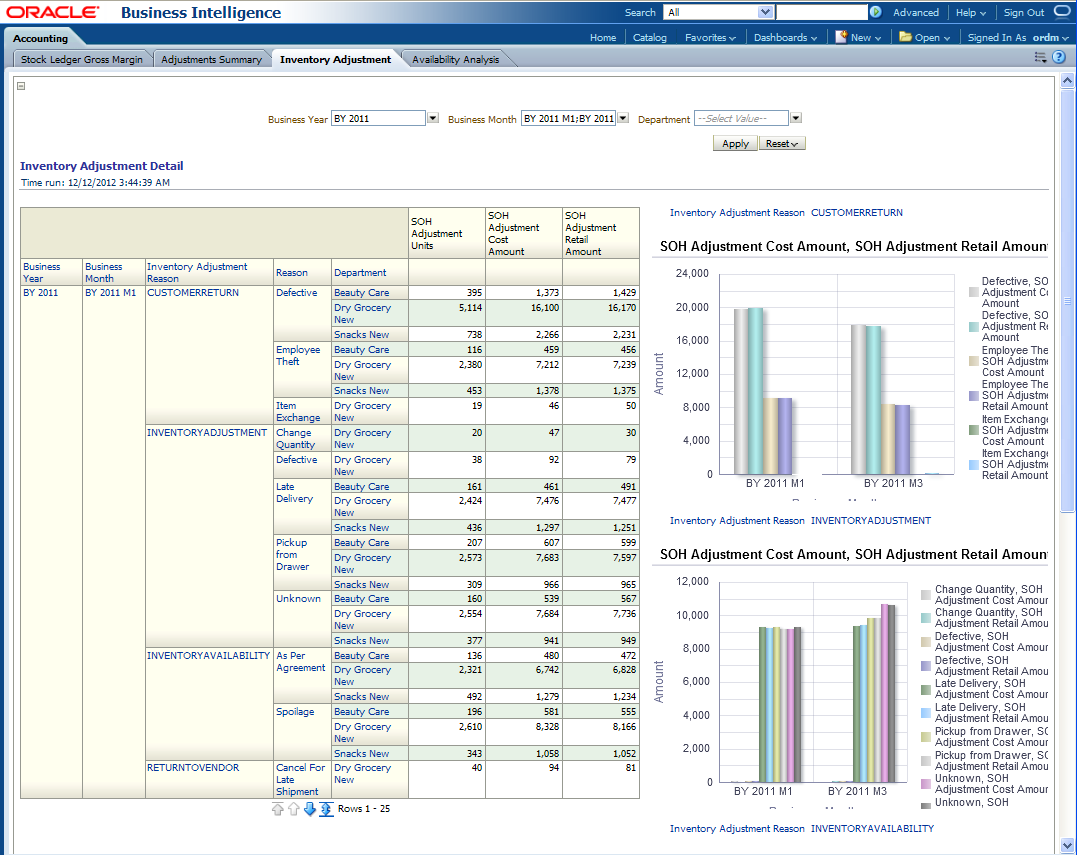 ORACLE Business Intelligence
Search All Advanced Help Sign Out
Accounting
Home Catalog Favorites Dashboards New Open Signed In As ordm
Stock Ledger Gross Margin Adjustments Summary Inventory Adjustment Availability Analysis
Business Year BY 2011 Business Month BY 2011 M1;BY 2011 Department --Select Value--
Apply Reset
Inventory Adjustment Detail
Time run: 12/12/2012 3:44:39 AM
SOH Adjustment Units
SOH Adjustment Cost Amount
SOH Adjustment Retail Amount
Business Year Business Month Inventory Adjustment Reason Reason Department
BY 2011 BY 2011 M1 CUSTOMERRETURN Defective Beauty Care 395 1,373 1,429
Dry Grocery New 5,114 16,100 16,170
Snacks New 738 2,266 2,231
Employee Theft Beauty Care 116 459 456
Dry Grocery New 2,380 7,212 7,239
Snacks New 453 1,378 1,375
Item Exchange Dry Grocery New 19 46 50
INVENTORYADJUSTMENT Change Quantity Dry Grocery New 20 47 30
Defective Dry Grocery New 38 92 79
Late Delivery Beauty Care 161 461 491
Dry Grocery New 2,424 7,476 7,477
Snacks New 436 1,297 1,251
Pickup from Drawer Beauty Care 207 607 599
Dry Grocery New 2,573 7,683 7,597
Snacks New 309 966 965
Unknown Beauty Care 160 539 567
Dry Grocery New 2,554 7,684 7,736
Snacks New 377 941 949
INVENTORYAVAILABILITY As Per Agreement Beauty Care 136 480 472
Dry Grocery New 2,321 6,742 6,828
Snacks New 492 1,279 1,234
Spoilage Beauty Care 196 581 555
Dry Grocery New 2,610 8,328 8,166
Snacks New 343 1,058 1,052
RETURNTOVENDOR Cancel For Late Shipment Dry Grocery New 40 94 81
Rows 1 - 25
Inventory Adjustment Reason CUSTOMERRETURN
SOH Adjustment Cost Amount, SOH Adjustment Retail Amoun
24,000
20,000
16,000
12,000
8,000
4,000
0
Amount
BY 2011 M1 BY 2011 M3
Defective, SO
Adjustment Co
Amount
Defective, SO
Adjustment Re
Amount
Employee The
SOH Adjustme
Cost Amount
Employee The
SOH Adjustme
Retail Amount
Item Exchange
SOH Adjustme
Cost Amount
Item Exchange
SOH Adjustme
Retail Amount
Inventory Adjustment Reason INVENTORYADJUSTMENT
SOH Adjustment Cost Amount, SOH Adjustment Retail Amoun
12,000
10,000
8,000
6,000
4,000
2,000
0
Amount
BY 2011 M1 BY 2011 M3
Change Quantity, SOH
Adjustment Cost Amour
Change Quantity, SOH
Adjustment Retail Amou
Defective, SOH
Adjustment Cost Amour
Defective, SOH
Adjustment Retail Amou
Late Delivery, SOH
Adjustment Cost Amour
Late Delivery, SOH
Adjustment Retail Amou
Pickup from Drawer, SO
Adjustment Cost Amour
Pickup from Drawer, SO
Adjustment Retail Amou
Unknown, SOH
Adjustment Cost Amour
Unknown, SOH
Inventory Adjustment Reason INVENTORYAVAILABILITY